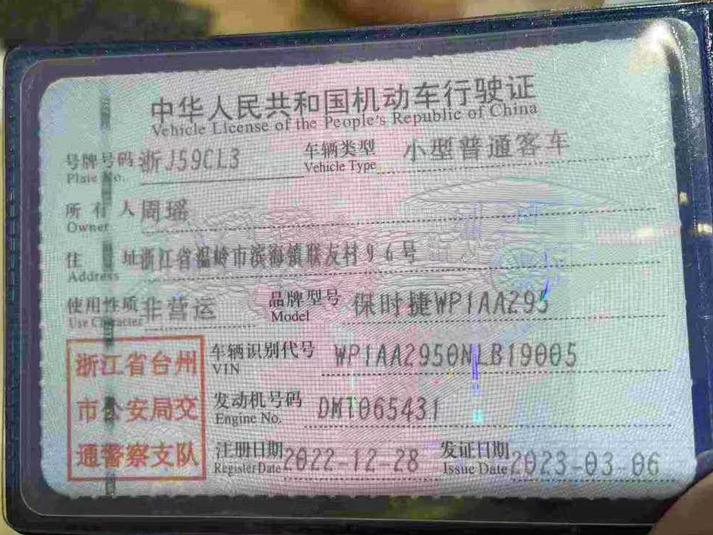 中华人民共和国机动车行驶证
Vehicle License of the People's Republic of China
号牌号码 浙J59CL3 车辆类型 小型普通客车
Plate No. Vehicle Type
所有人 周瑶
Owner
住址 浙江省温岭市滨海镇联友村96号
Address
使用性质 非营运 品牌型号 保时捷WP1AA295
Use Character Model
浙江省台州
市公安局交
通警察支队
车辆识别代号 WP1AA2950NLB19005
VIN
发动机号码 DMT065431
Engine No.
注册日期 2022-12-28 发证日期 2023-03-06
Register Date Issue Date